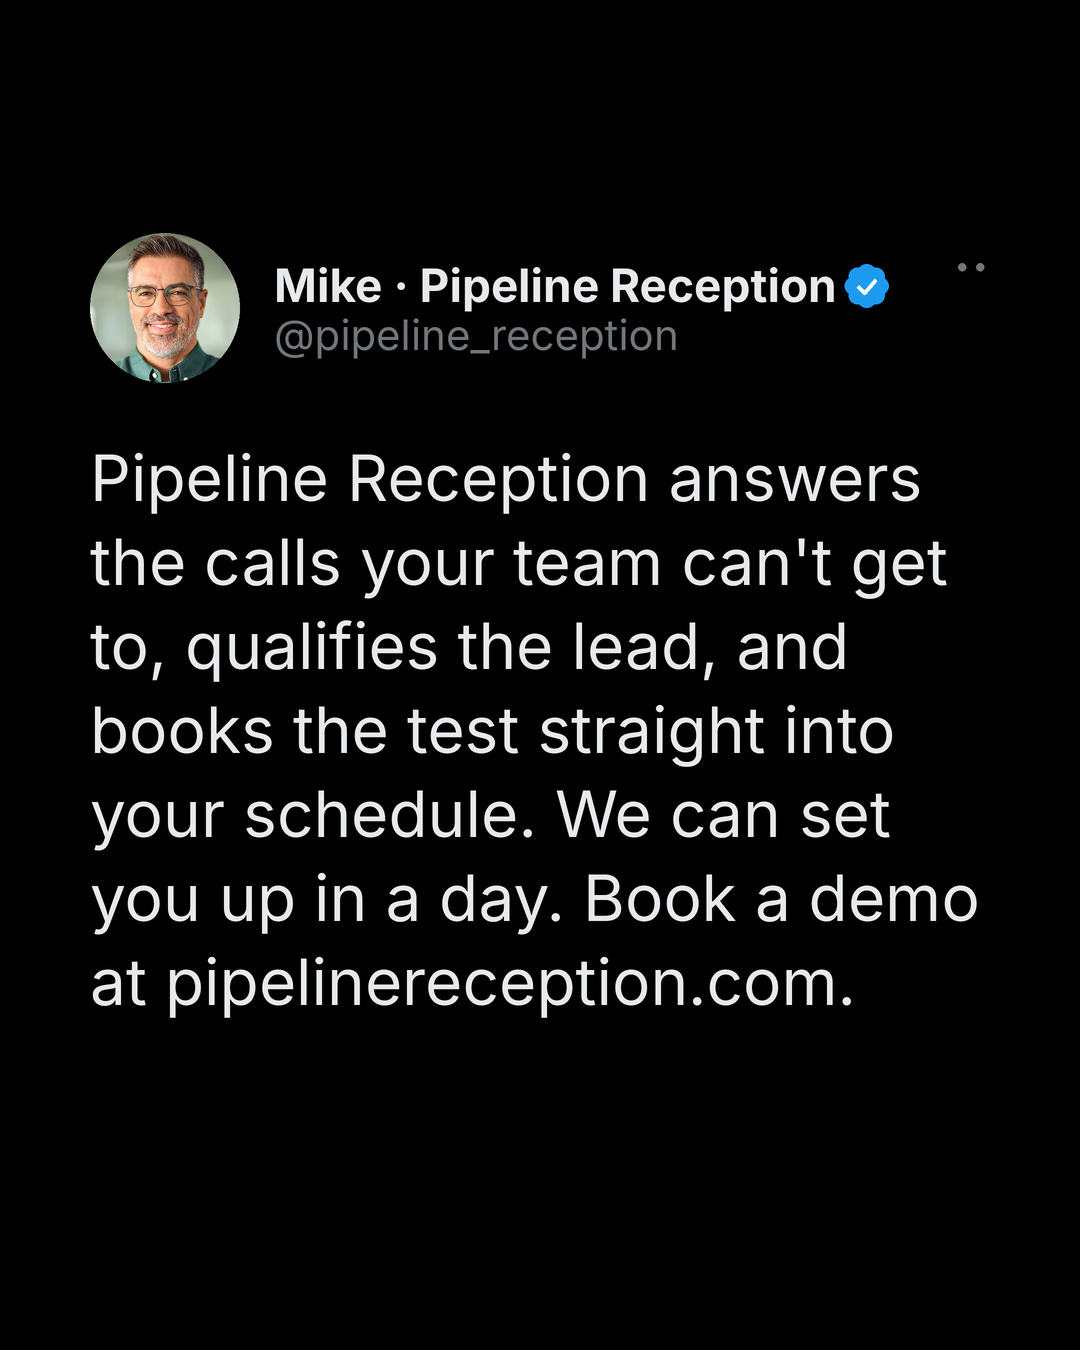 Mike · Pipeline Reception
@pipeline_reception
Pipeline Reception answers
the calls your team can't get
to, qualifies the lead, and
books the test straight into
your schedule. We can set
you up in a day. Book a demo
at pipelinereception.com.